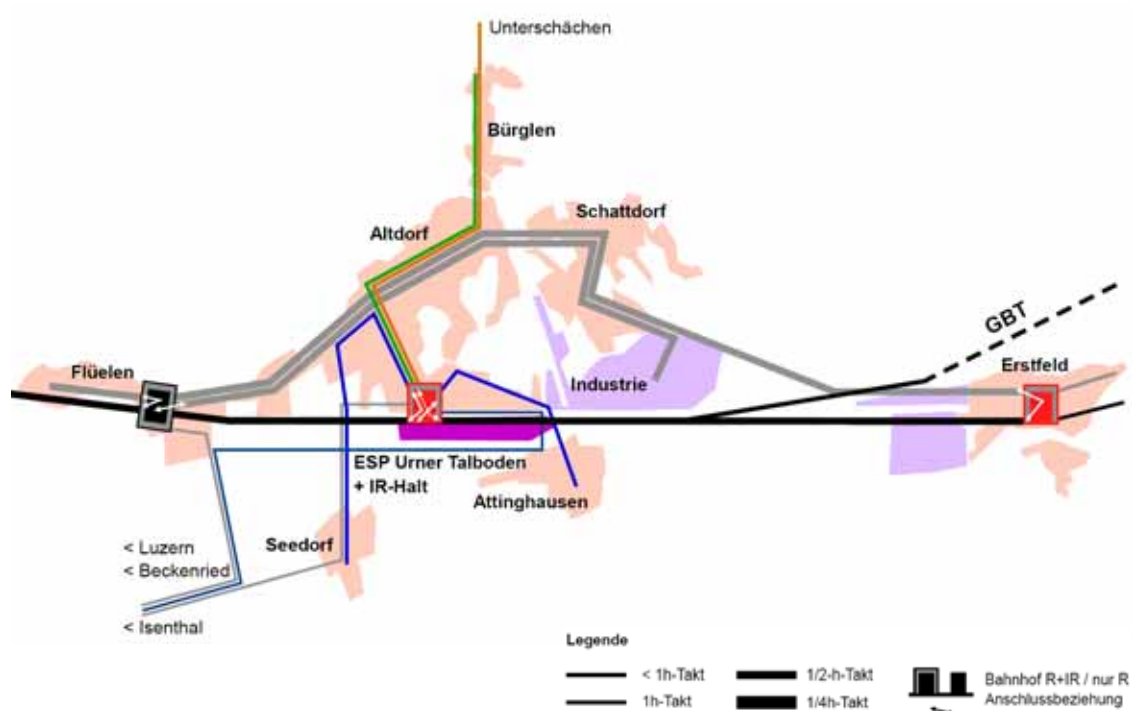 Unterschächen
Bürglen
Schattdorf
Altdorf
GBT
Flüelen
Erstfeld
Industrie
ESP Urner Talboden
+ IR-Halt
Attinghausen
Seedorf
< Luzern
< Beckenried
< Isenthal
Legende
< 1h-Takt
1/2-h-Takt
Bahnhof R+IR / nur R
1h-Takt
1/4h-Takt
Anschlussbeziehung